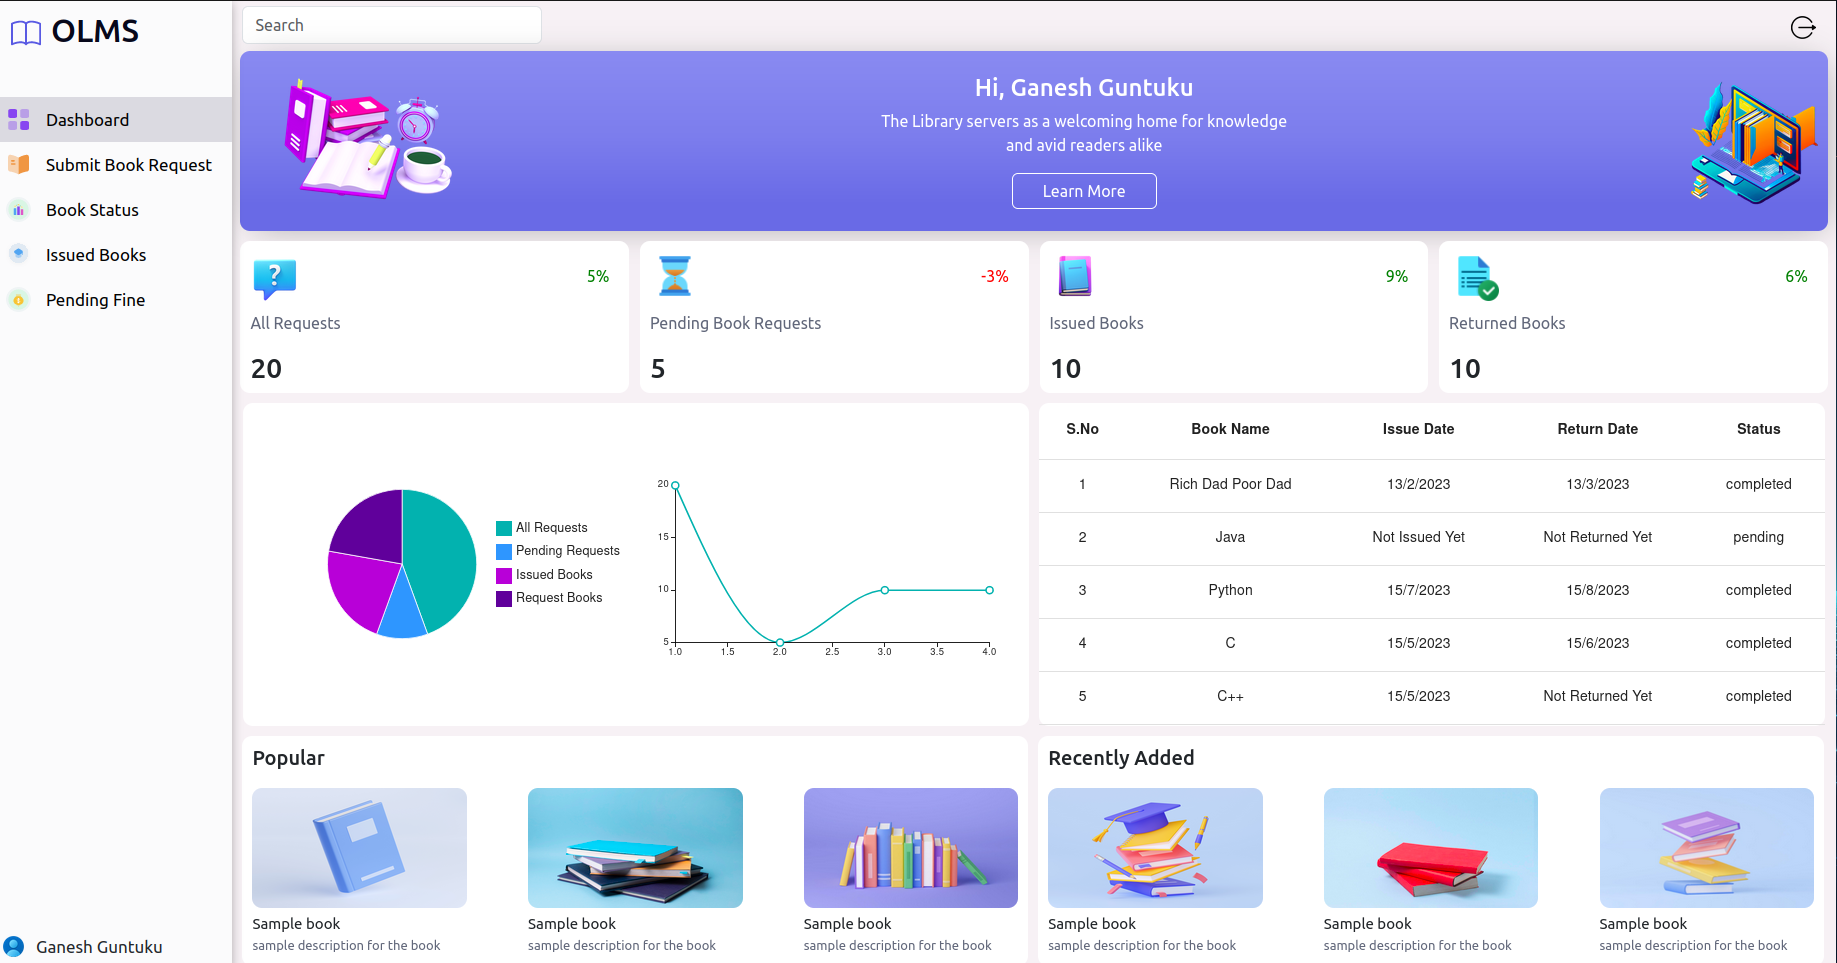 OLMS
Dashboard
Submit Book Request
Book Status
Issued Books
Pending Fine
Ganesh Guntuku
Search
Hi, Ganesh Guntuku
The Library servers as a welcoming home for knowledge
and avid readers alike
Learn More
?
5%
All Requests
20
-3%
Pending Book Requests
5
9%
Issued Books
10
6%
Returned Books
10
All Requests
Pending Requests
Issued Books
Request Books
20
15
10
5
1.0 1.5 2.0 2.5 3.0 3.5 4.0
S.No Book Name Issue Date Return Date Status
1 Rich Dad Poor Dad 13/2/2023 13/3/2023 completed
2 Java Not Issued Yet Not Returned Yet pending
3 Python 15/7/2023 15/8/2023 completed
4 C 15/5/2023 15/6/2023 completed
5 C++ 15/5/2023 Not Returned Yet completed
Popular
Sample book Sample book Sample book
sample description for the book sample description for the book sample description for the book
Recently Added
Sample book Sample book Sample book
sample description for the book sample description for the book sample description for the book